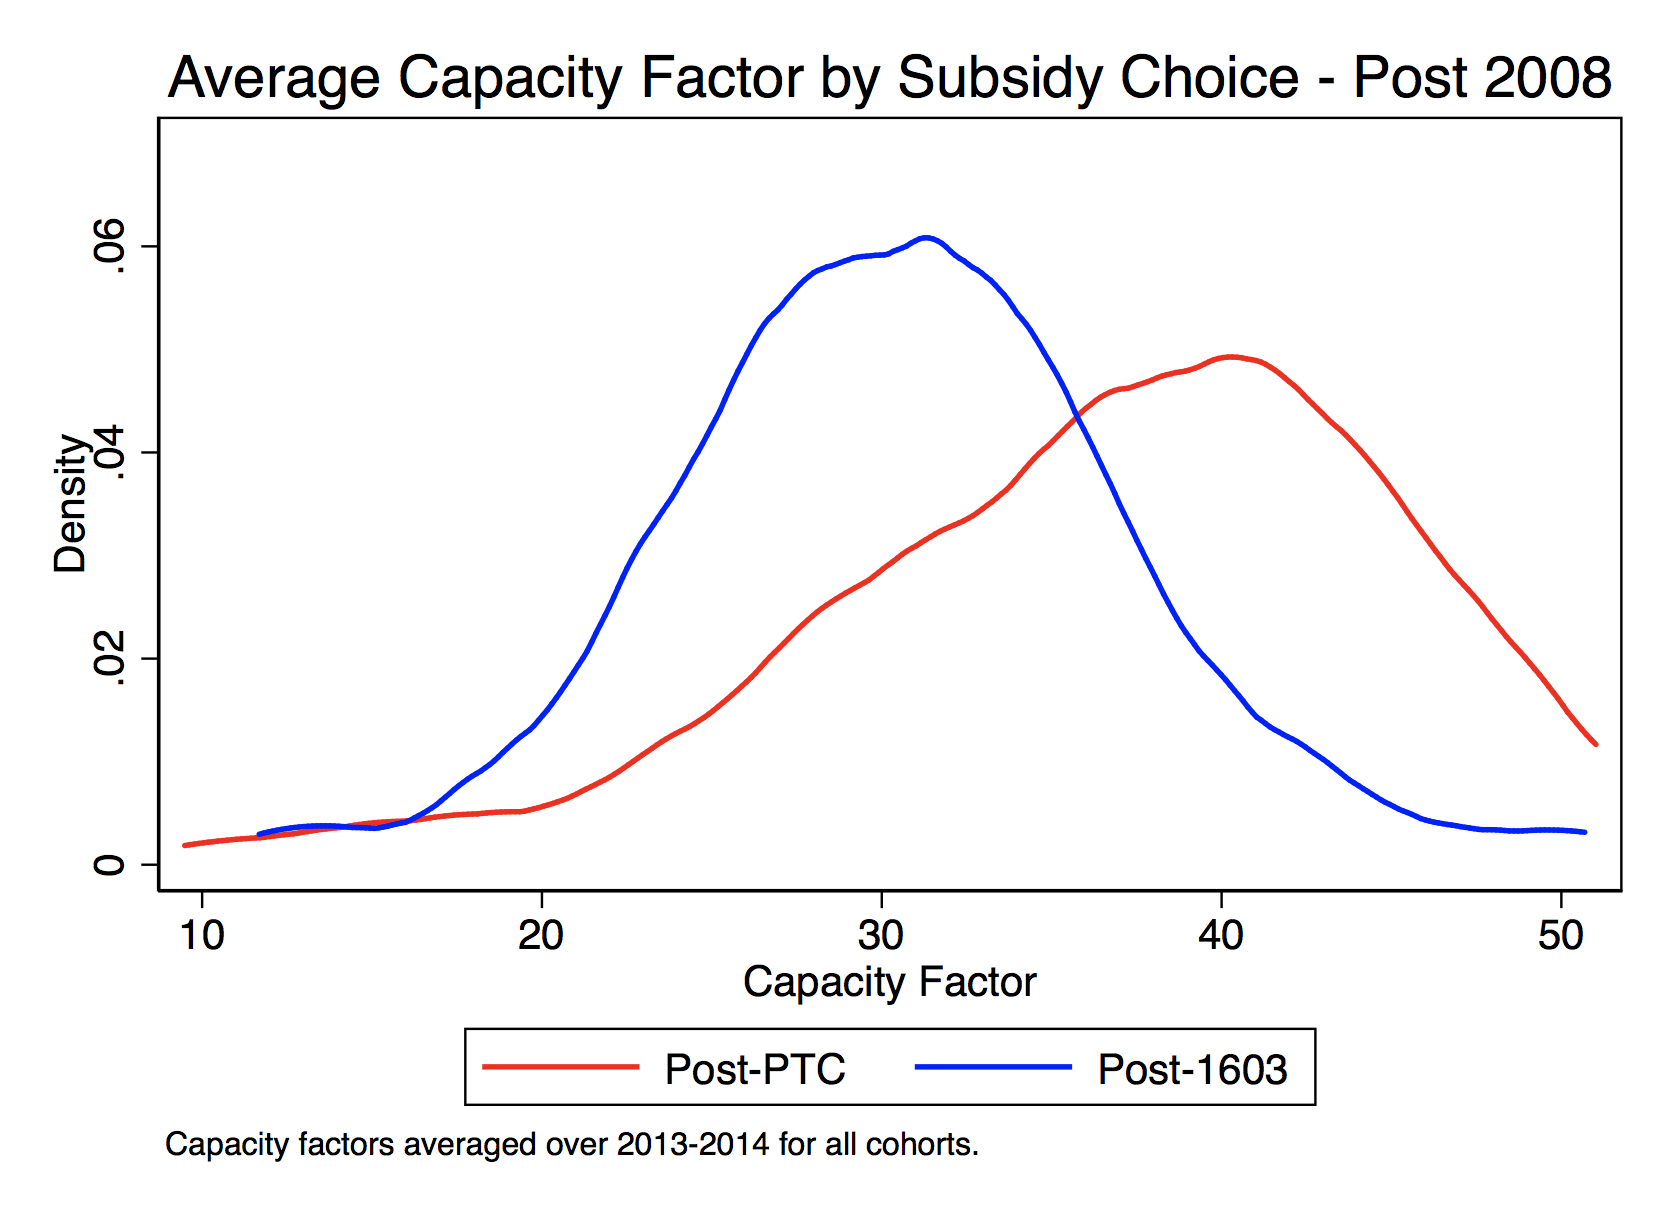 Average Capacity Factor by Subsidy Choice - Post 2008
Density
.06
.04
.02
0
10 20 30 40 50
Capacity Factor
Post-PTC Post-1603
Capacity factors averaged over 2013-2014 for all cohorts.